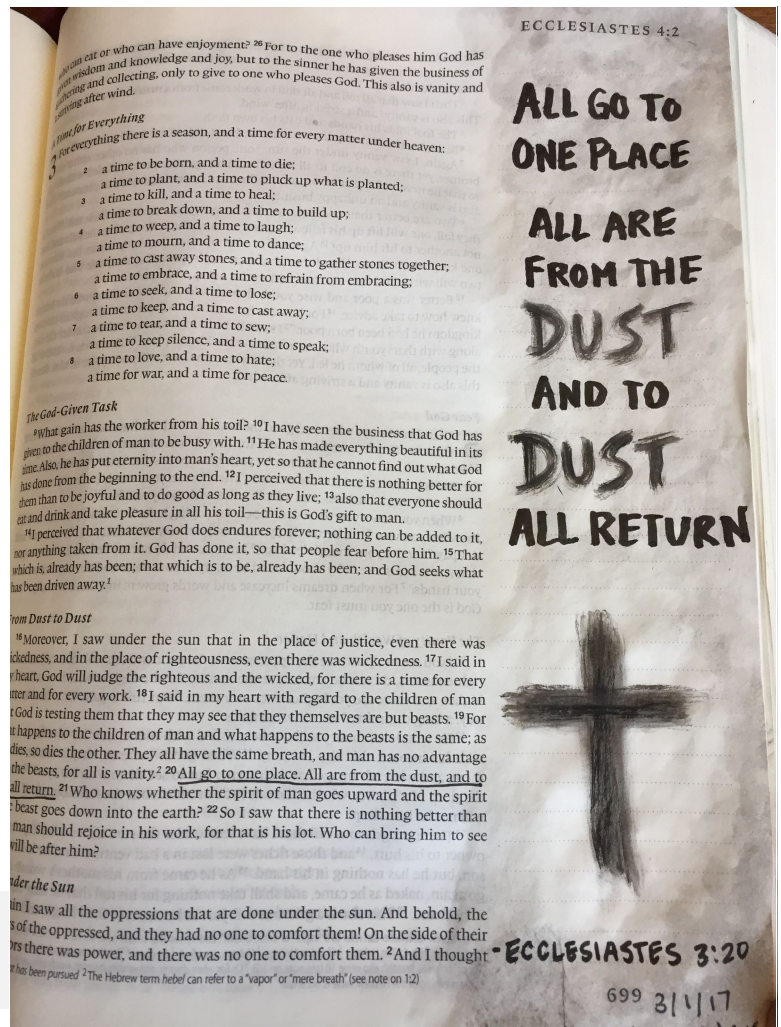 ECCLESIASTES 4:2
who can eat or who can have enjoyment? 26 For to the one who pleases him God has
wisdom and knowledge and joy, but to the sinner he has given the business of
and collecting, only to give to one who pleases God. This also is vanity and
after wind.
Time for Everything
3 For everything there is a season, and a time for every matter under heaven:
2 a time to be born, and a time to die;
a time to plant, and a time to pluck up what is planted;
3 a time to kill, and a time to heal;
a time to break down, and a time to build up;
4 a time to weep, and a time to laugh;
a time to mourn, and a time to dance;
5 a time to cast away stones, and a time to gather stones together;
a time to embrace, and a time to refrain from embracing;
6 a time to seek, and a time to lose;
a time to keep, and a time to cast away;
7 a time to tear, and a time to sew;
a time to keep silence, and a time to speak;
8 a time to love, and a time to hate;
a time for war, and a time for peace.
The God-Given Task
9 What gain has the worker from his toil? 10 I have seen the business that God has
given to the children of man to be busy with. 11 He has made everything beautiful in its
time. Also, he has put eternity into man's heart, yet so that he cannot find out what God
has done from the beginning to the end. 12 I perceived that there is nothing better for
them than to be joyful and to do good as long as they live; 13 also that everyone should
eat and drink and take pleasure in all his toil—this is God's gift to man.
14 I perceived that whatever God does endures forever; nothing can be added to it,
nor anything taken from it. God has done it, so that people fear before him. 15 That
which is, already has been; that which is to be, already has been; and God seeks what
has been driven away.1
From Dust to Dust
16 Moreover, I saw under the sun that in the place of justice, even there was
ickedness, and in the place of righteousness, even there was wickedness. 17 I said in
y heart, God will judge the righteous and the wicked, for there is a time for every
tter and for every work. 18 I said in my heart with regard to the children of man
t God is testing them that they may see that they themselves are but beasts. 19 For
t happens to the children of man and what happens to the beasts is the same; as
dies, so dies the other. They all have the same breath, and man has no advantage
the beasts, for all is vanity.2 20 All go to one place. All are from the dust, and to
all return. 21 Who knows whether the spirit of man goes upward and the spirit
beast goes down into the earth? 22 So I saw that there is nothing better than
man should rejoice in his work, for that is his lot. Who can bring him to see
will be after him?
nder the Sun
in I saw all the oppressions that are done under the sun. And behold, the
s of the oppressed, and they had no one to comfort them! On the side of their
ors there was power, and there was no one to comfort them. 2 And I thought
has been pursued 2 The Hebrew term hebel can refer to a "vapor" or "mere breath" (see note on 1:2)
ALL GO TO
ONE PLACE
ALL ARE
FROM THE
DUST
AND TO
DUST
ALL RETURN
-ECCLESIASTES 3:20
699 3/1/17